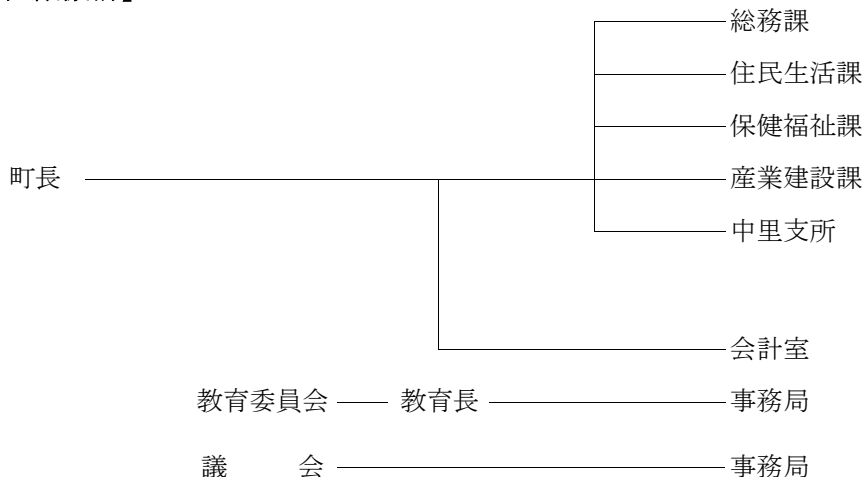 総務課
住民生活課
保健福祉課
町長 産業建設課
中里支所
会計室
教育委員会 教育長 事務局
議 会 事務局